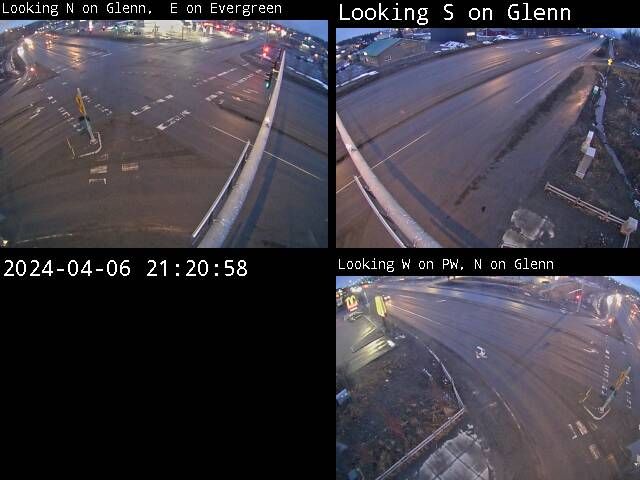 Looking N on Glenn,  E on Evergreen
Looking S on Glenn
2024-04-06 21:20:58
Looking W on PW, N on Glenn